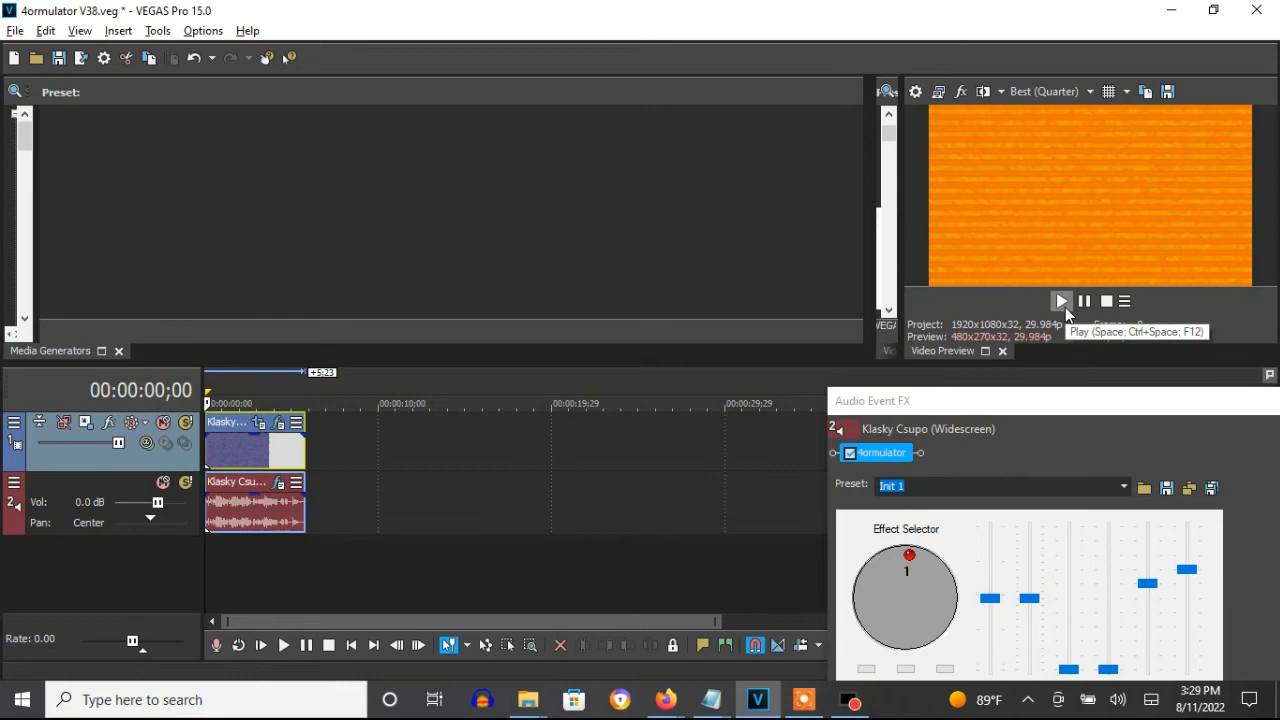 4ormulator V38.veg * - VEGAS Pro 15.0
File Edit View Insert Tools Options Help
Preset:
Best (Quarter)
Project: 1920x1080x32, 29.984p
Preview: 480x270x32, 29.984p
Play (Space; Ctrl+Space; F12)
Media Generators
Video Preview
+5;23
00:00:00;00
0:00:00;00 00:00:10;00 00:00:19;29 00:00:29;29
Audio Event FX
1
Klasky...
2 Klasky Csupo (Widescreen)
4ormulator
2
Klasky Csu...
Vol: 0.0 dB
Pan: Center
Preset: Init 1
Effect Selector
1
Rate: 0.00
Type here to search
89°F
3:29 PM
8/11/2022